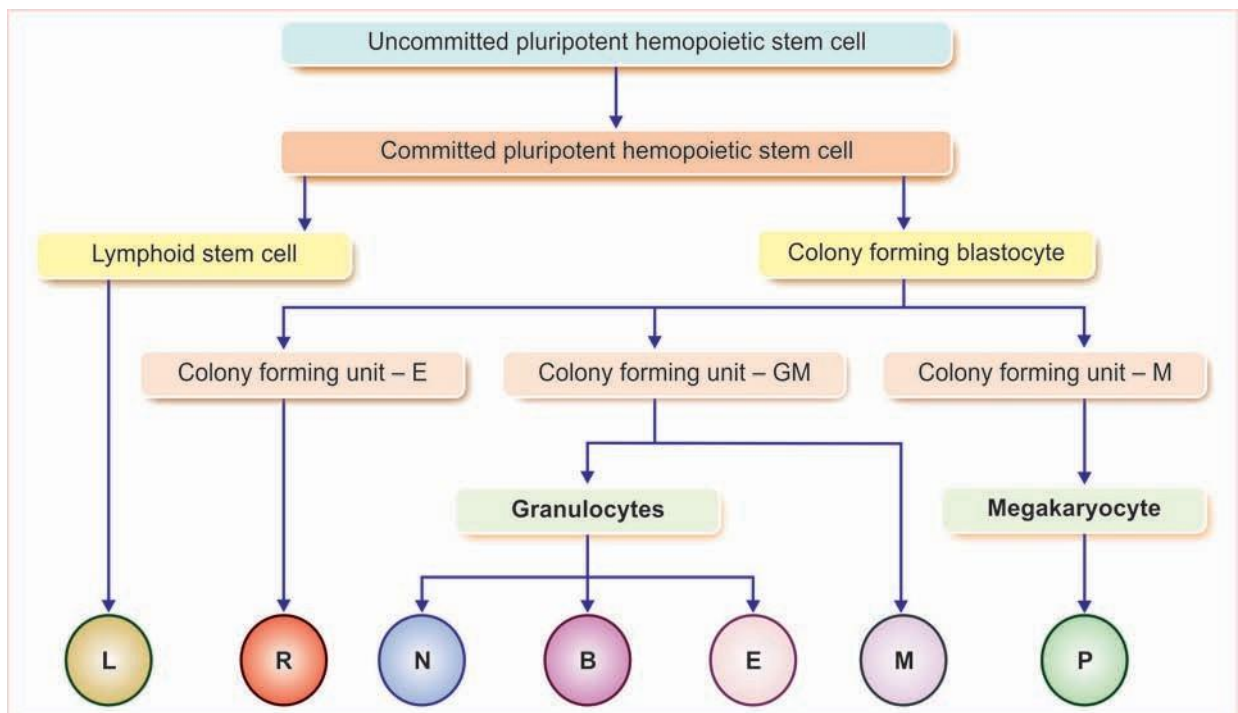 Uncommitted pluripotent hemopoietic stem cell
Committed pluripotent hemopoietic stem cell
Lymphoid stem cell
Colony forming blastocyte
Colony forming unit – E
Colony forming unit – GM
Colony forming unit – M
Granulocytes
Megakaryocyte
L
R
N
B
E
M
P